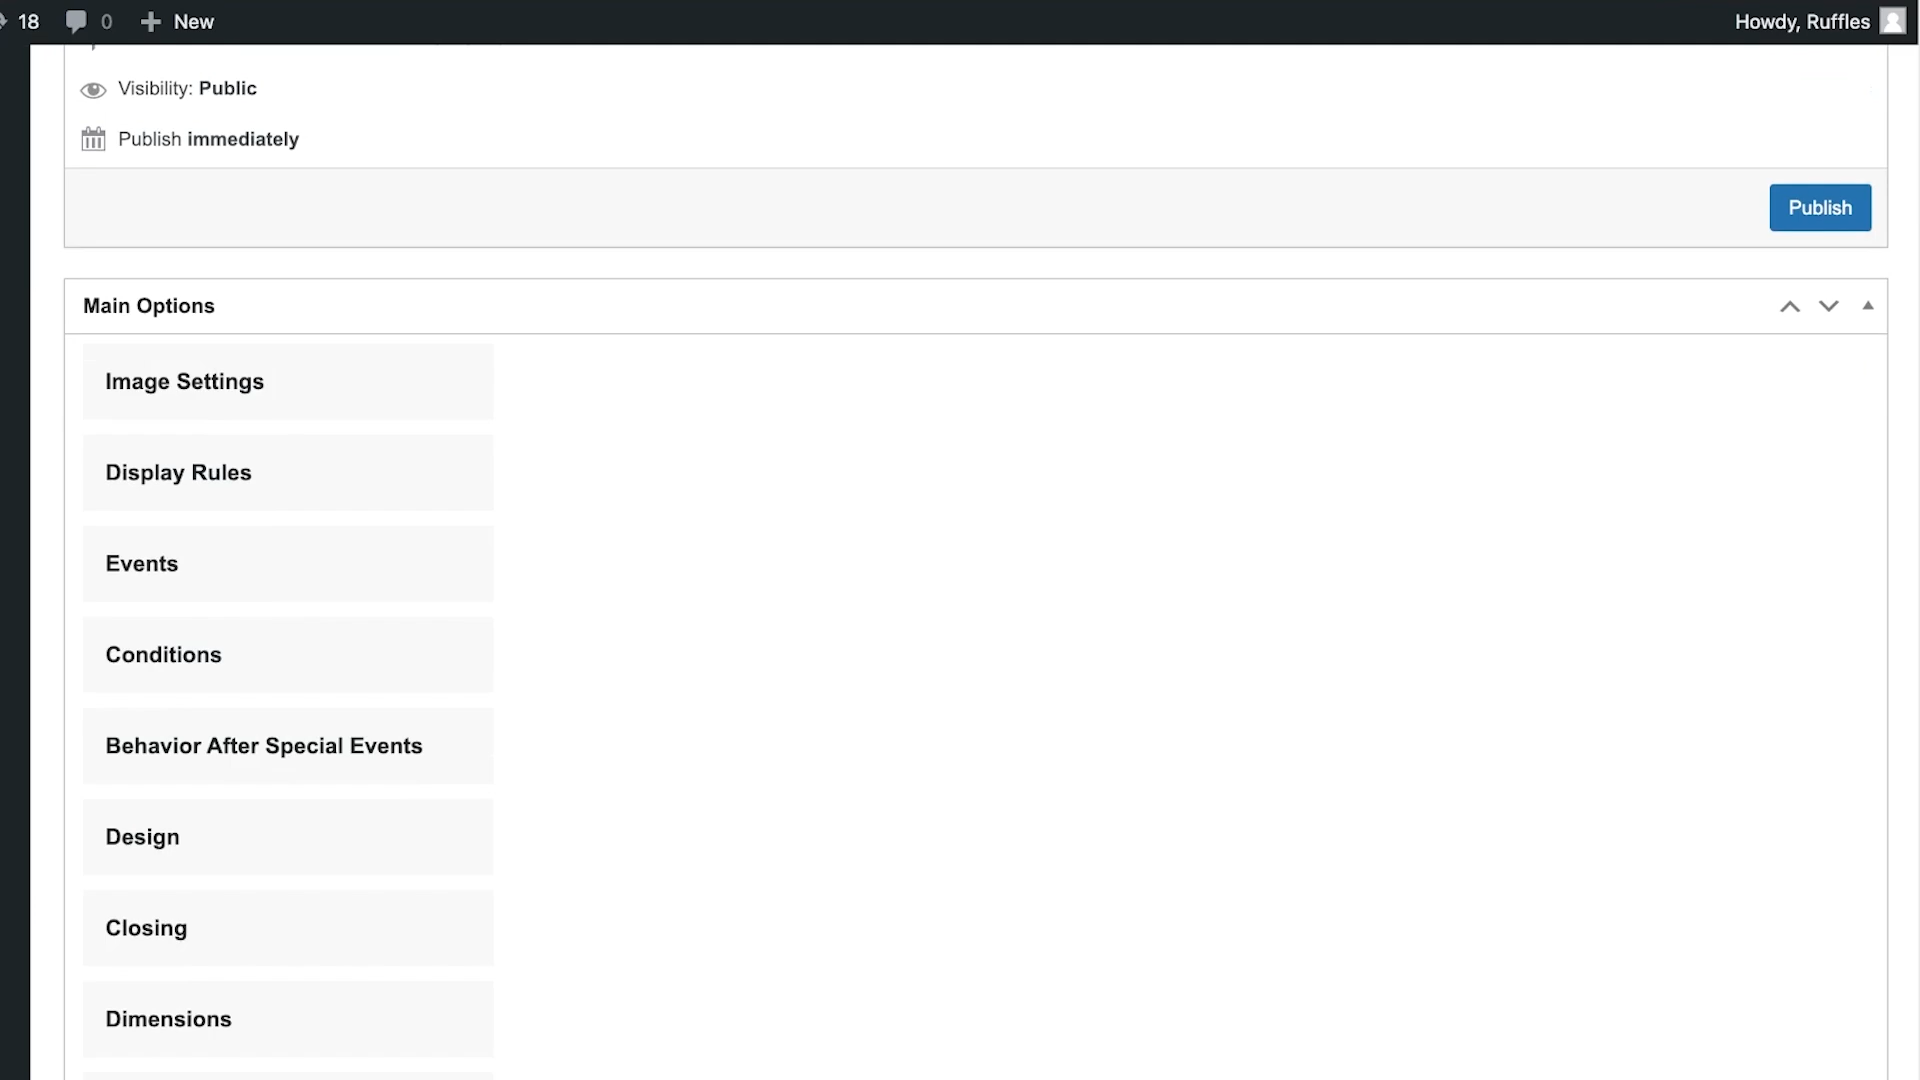 18 0 New Howdy, Ruffles
Visibility: Public
Publish immediately
Publish
Main Options
Image Settings
Display Rules
Events
Conditions
Behavior After Special Events
Design
Closing
Dimensions